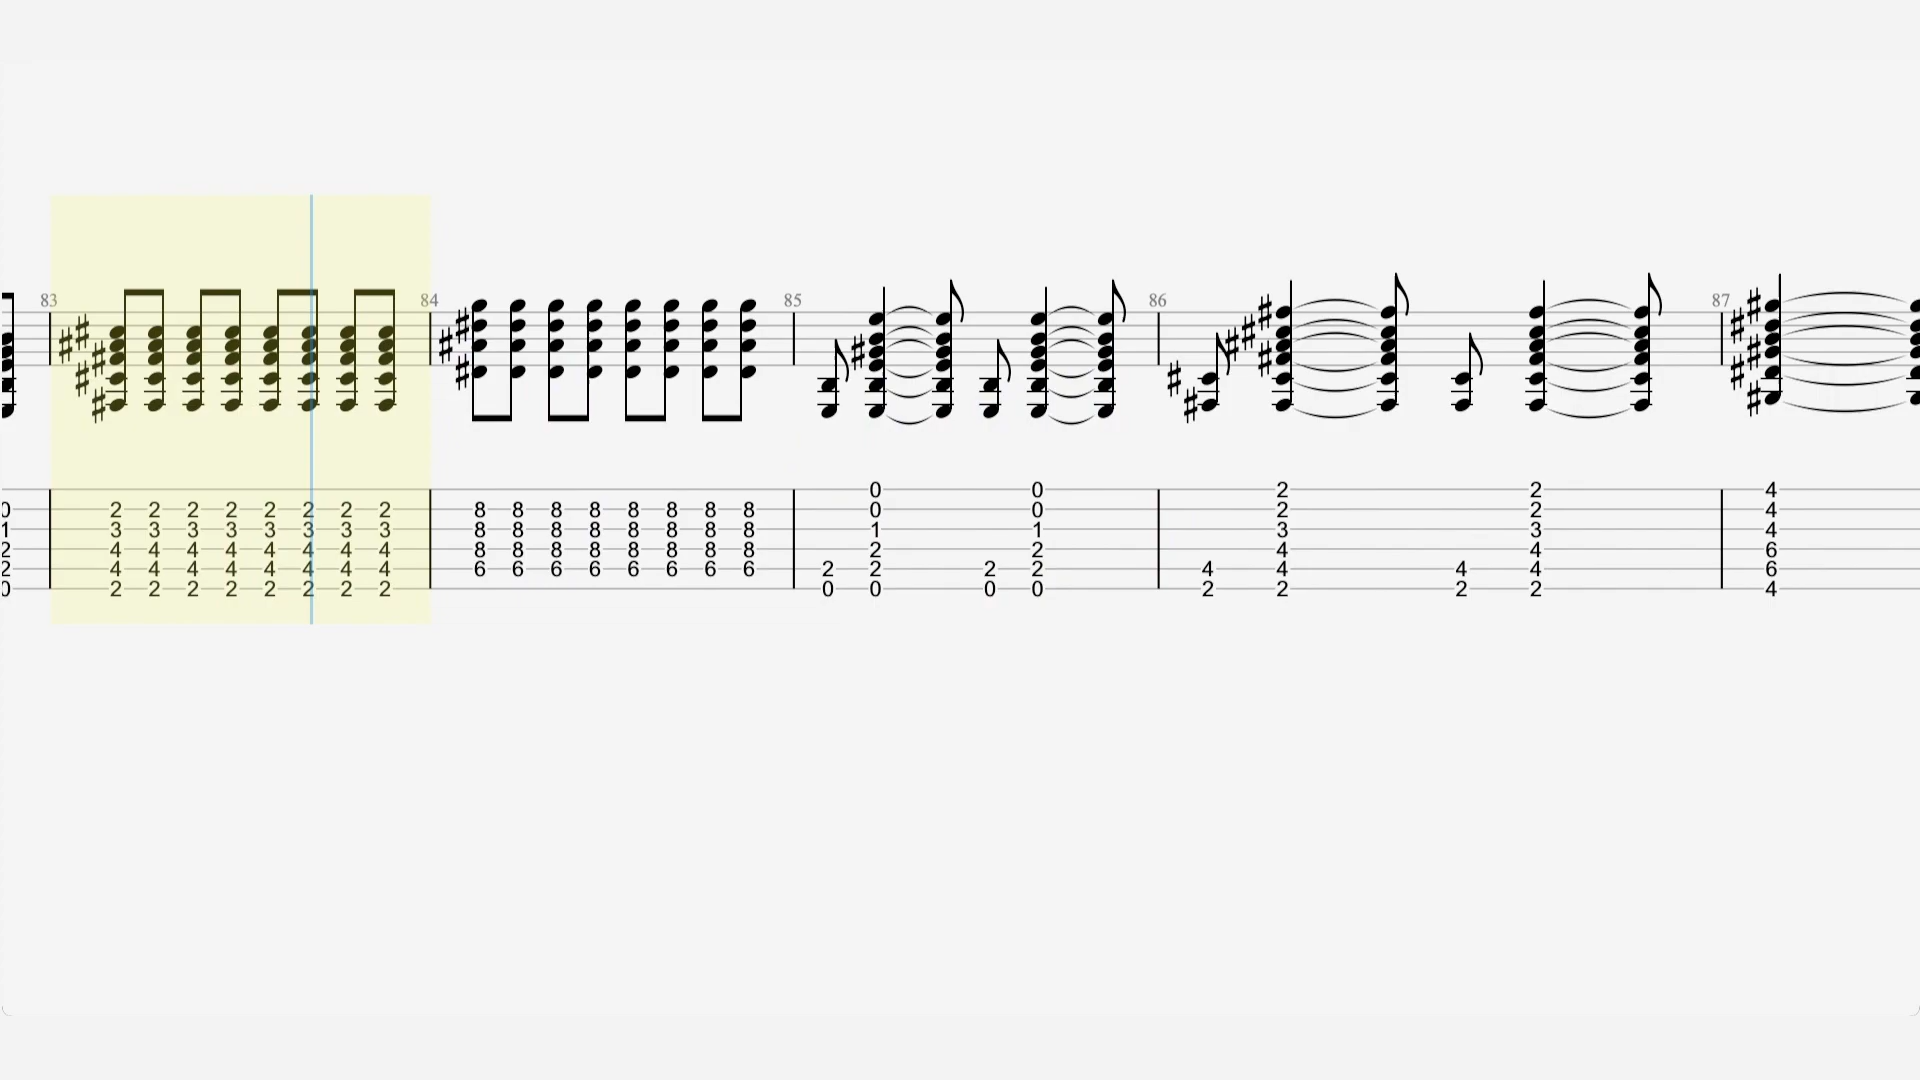 83 84 85 86 87
0 0 2 4
0 2 2 2 2 2 2 2 2 8 8 8 8 8 8 8 8 0 0 2 2 4
1 3 3 3 3 3 3 3 3 8 8 8 8 8 8 8 8 1 1 3 3 4
2 4 4 4 4 4 4 4 4 8 8 8 8 8 8 8 8 2 2 4 4 6
2 4 4 4 4 4 4 4 4 6 6 6 6 6 6 6 6 2 2 2 2 4 4 4 4 6
0 2 2 2 2 2 2 2 2 0 0 0 0 2 2 2 2 4